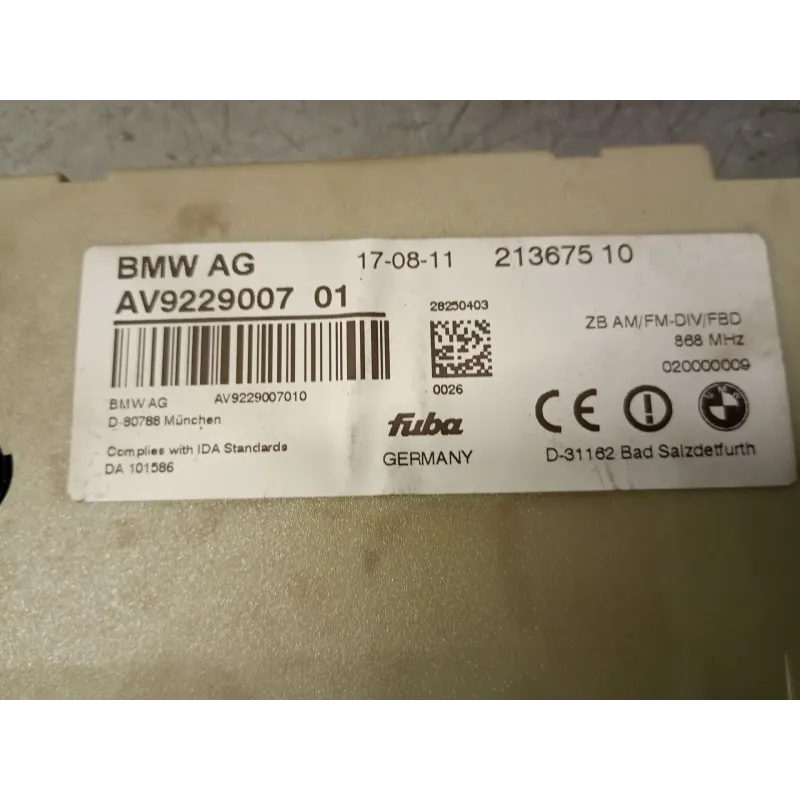 BMW AG 17-08-11 213675 10
AV9229007 01
28250403
ZB AM/FM-DIV/FBD
868 MHz
020000009
0026
BMW AG AV9229007010
D-80788 München
fuba
CE
Complies with IDA Standards
DA 101586
GERMANY
D-31162 Bad Salzdetfurth